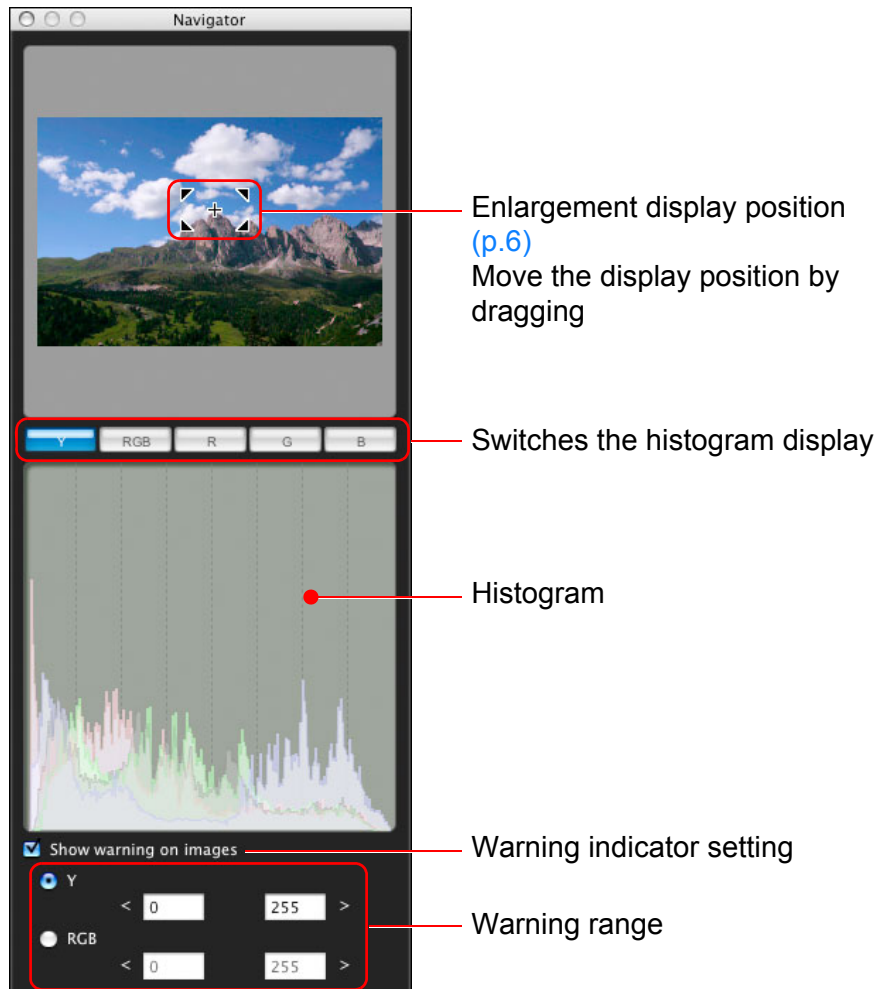 Navigator
Enlargement display position
(p.6)
Move the display position by
dragging
Y RGB R G B
Switches the histogram display
Histogram
Show warning on images
Warning indicator setting
Y
< 0 255 >
Warning range
RGB
< 0 255 >